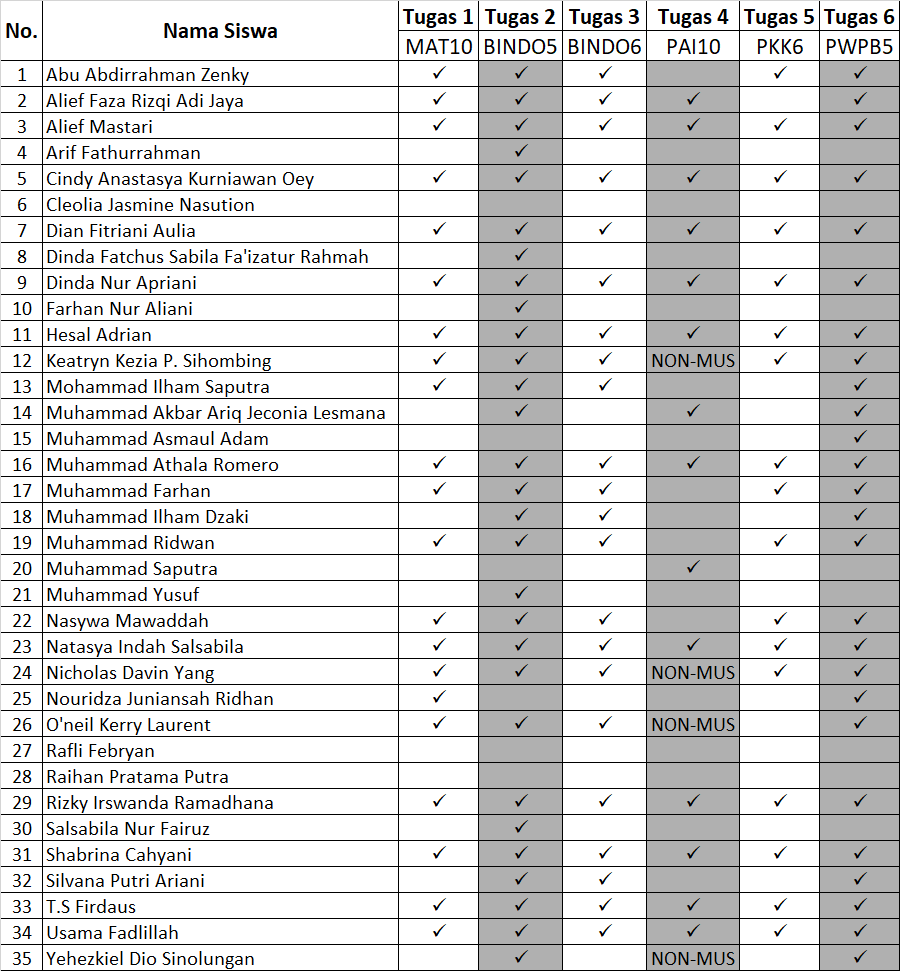 No. Nama Siswa Tugas 1 Tugas 2 Tugas 3 Tugas 4 Tugas 5 Tugas 6
MAT10 BINDO5 BINDO6 PAI10 PKK6 PWPB5
1 Abu Abdirrahman Zenky ✓ ✓ ✓ ✓ ✓
2 Alief Faza Rizqi Adi Jaya ✓ ✓ ✓ ✓ ✓
3 Alief Mastari ✓ ✓ ✓ ✓ ✓ ✓
4 Arif Fathurrahman ✓
5 Cindy Anastasya Kurniawan Oey ✓ ✓ ✓ ✓ ✓ ✓
6 Cleolia Jasmine Nasution
7 Dian Fitriani Aulia ✓ ✓ ✓ ✓ ✓ ✓
8 Dinda Fatchus Sabila Fa'izatur Rahmah ✓
9 Dinda Nur Apriani ✓ ✓ ✓ ✓ ✓ ✓
10 Farhan Nur Aliani ✓
11 Hesal Adrian ✓ ✓ ✓ ✓ ✓ ✓
12 Keatryn Kezia P. Sihombing ✓ ✓ ✓ NON-MUS ✓ ✓
13 Mohammad Ilham Saputra ✓ ✓ ✓ ✓
14 Muhammad Akbar Ariq Jeconia Lesmana ✓ ✓ ✓
15 Muhammad Asmaul Adam ✓
16 Muhammad Athala Romero ✓ ✓ ✓ ✓ ✓ ✓
17 Muhammad Farhan ✓ ✓ ✓ ✓ ✓
18 Muhammad Ilham Dzaki ✓ ✓ ✓
19 Muhammad Ridwan ✓ ✓ ✓ ✓ ✓
20 Muhammad Saputra ✓
21 Muhammad Yusuf ✓
22 Nasywa Mawaddah ✓ ✓ ✓ ✓ ✓
23 Natasya Indah Salsabila ✓ ✓ ✓ ✓ ✓ ✓
24 Nicholas Davin Yang ✓ ✓ ✓ NON-MUS ✓ ✓
25 Nouridza Juniansah Ridhan ✓ ✓
26 O'neil Kerry Laurent ✓ ✓ ✓ NON-MUS ✓
27 Rafli Febryan
28 Raihan Pratama Putra
29 Rizky Irswanda Ramadhana ✓ ✓ ✓ ✓ ✓ ✓
30 Salsabila Nur Fairuz ✓
31 Shabrina Cahyani ✓ ✓ ✓ ✓ ✓ ✓
32 Silvana Putri Ariani ✓ ✓ ✓
33 T.S Firdaus ✓ ✓ ✓ ✓ ✓ ✓
34 Usama Fadlillah ✓ ✓ ✓ ✓ ✓ ✓
35 Yehezkiel Dio Sinolungan ✓ NON-MUS ✓